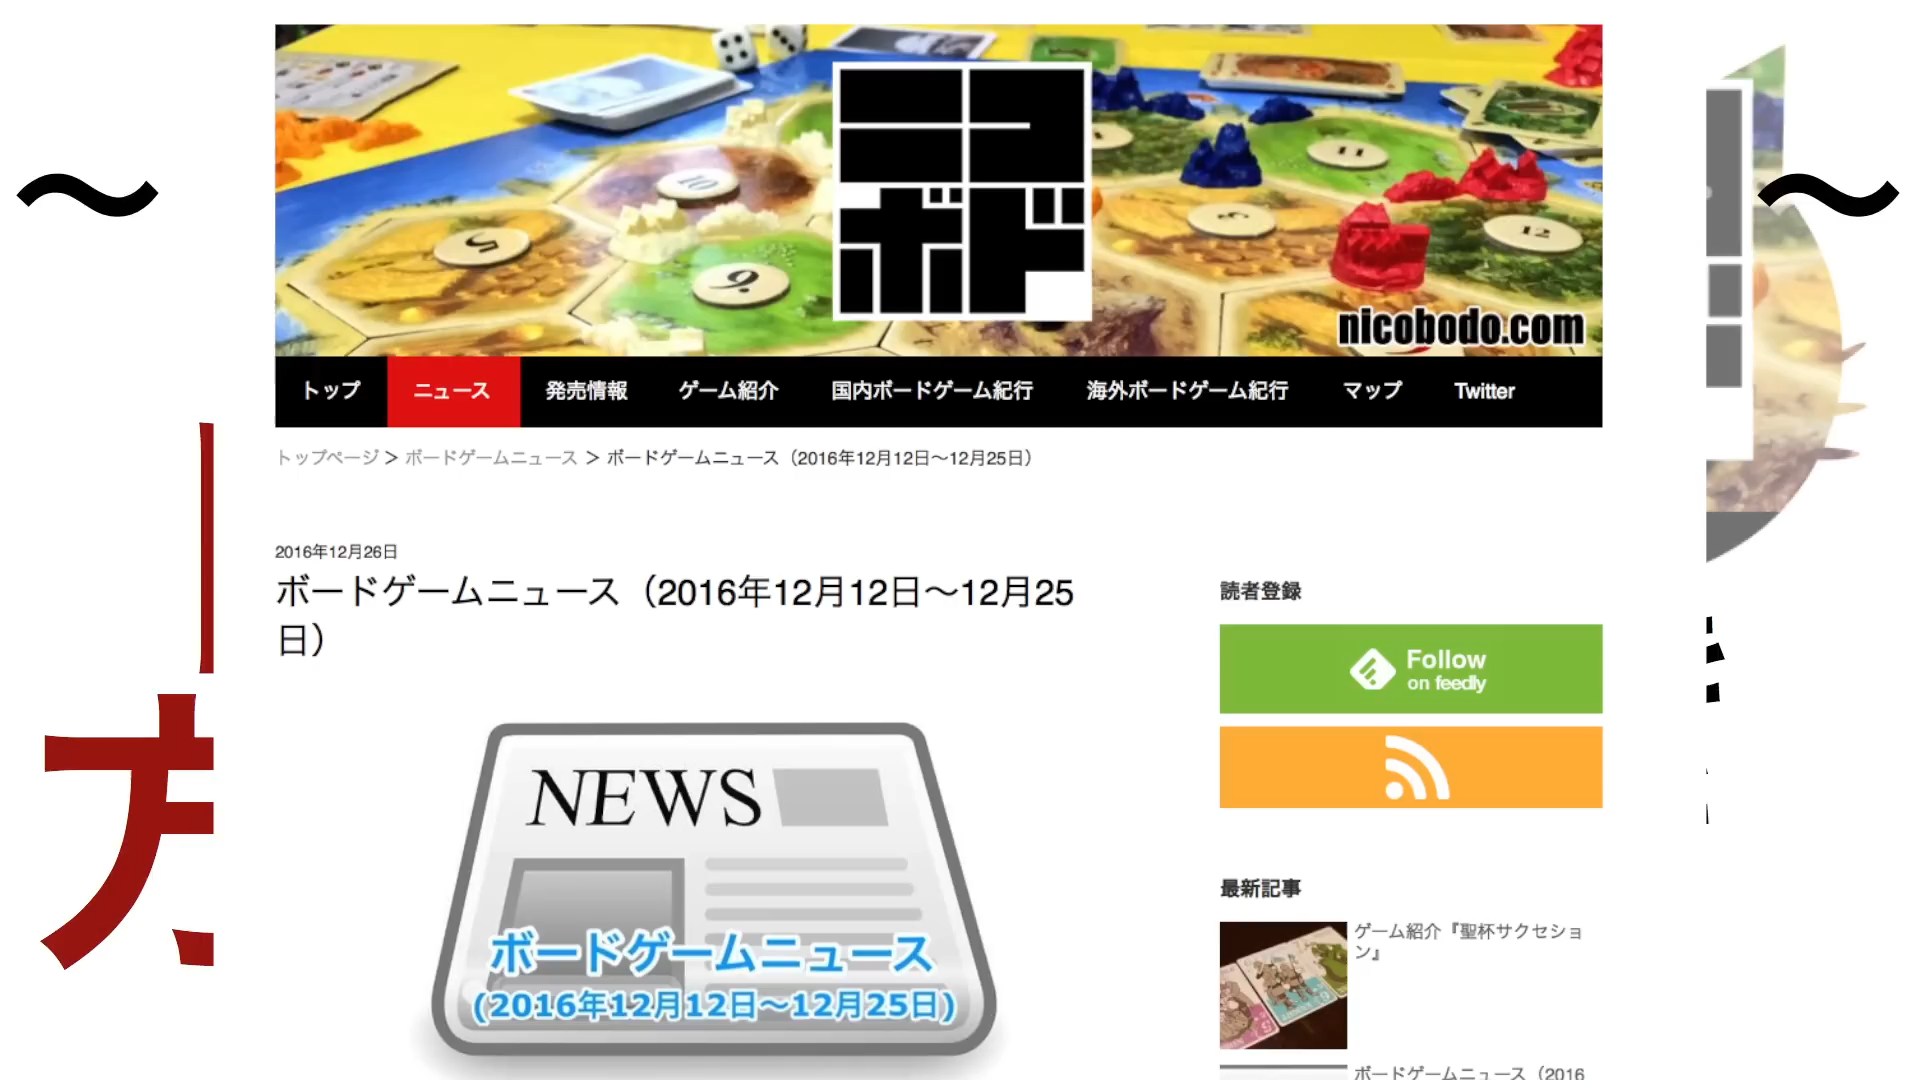 〜
〜
ニコ
ボド
10
11
5
6
5
12
nicobodo.com
トップ
ニュース
発売情報
ゲーム紹介
国内ボードゲーム紀行
海外ボードゲーム紀行
マップ
Twitter
トップページ > ボードゲームニュース > ボードゲームニュース（2016年12月12日〜12月25日）
2016年12月26日
ボードゲームニュース（2016年12月12日〜12月25
日）
NEWS
ボードゲームニュース
(2016年12月12日〜12月25日)
読者登録
Follow
on feedly
最新記事
ゲーム紹介『聖杯サクセショ
ン』
ボードゲームニュース（2016